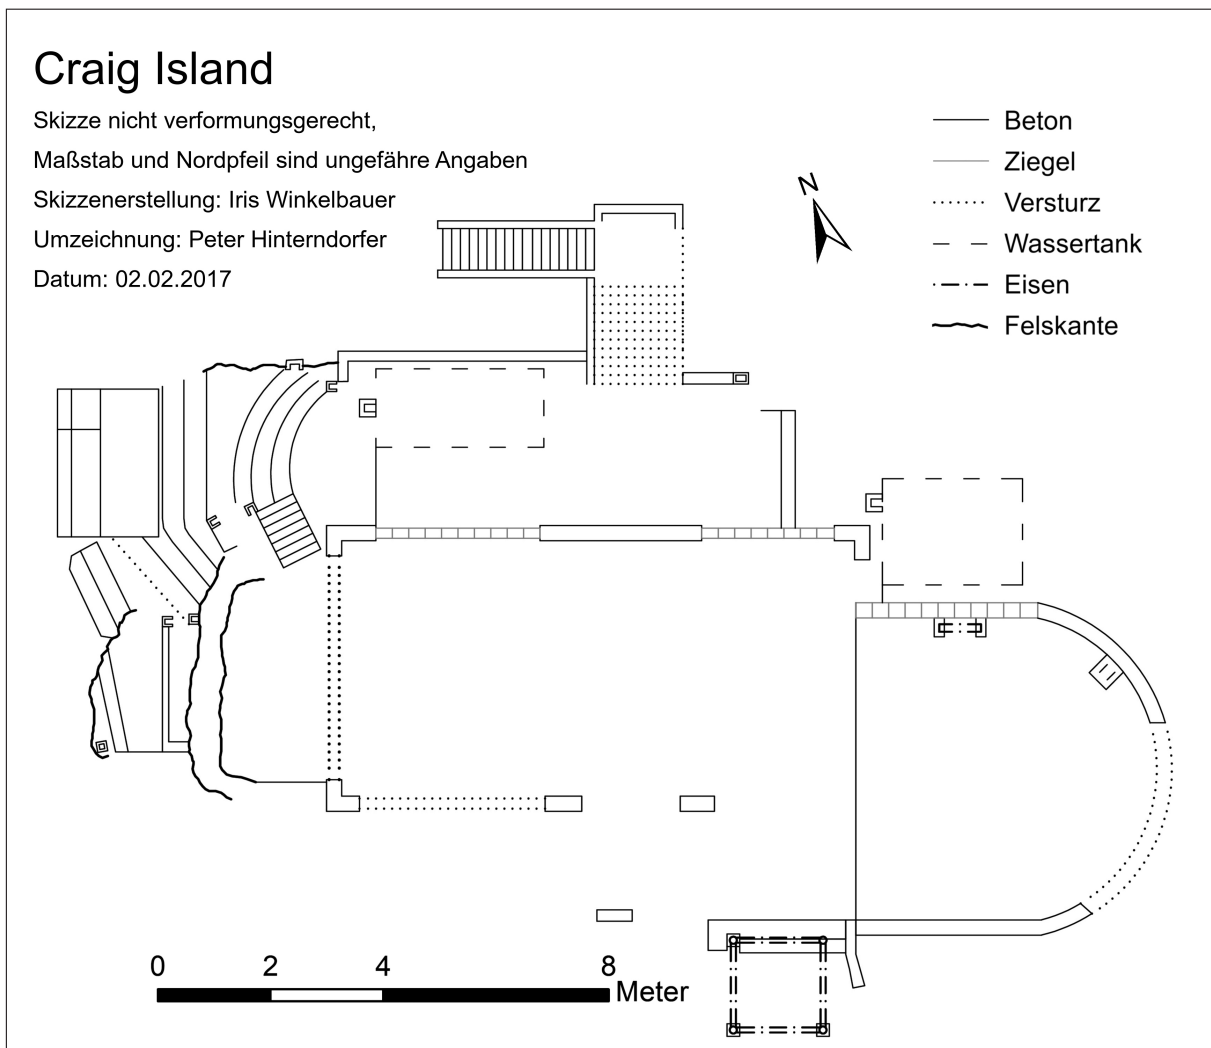 Craig Island
Skizze nicht verformungsgerecht,
Maßstab und Nordpfeil sind ungefähre Angaben
Skizzenerstellung: Iris Winkelbauer
Umzeichnung: Peter Hinterndorfer
Datum: 02.02.2017
N
Beton
Ziegel
Versturz
Wassertank
Eisen
Felskante
0 2 4 8
Meter